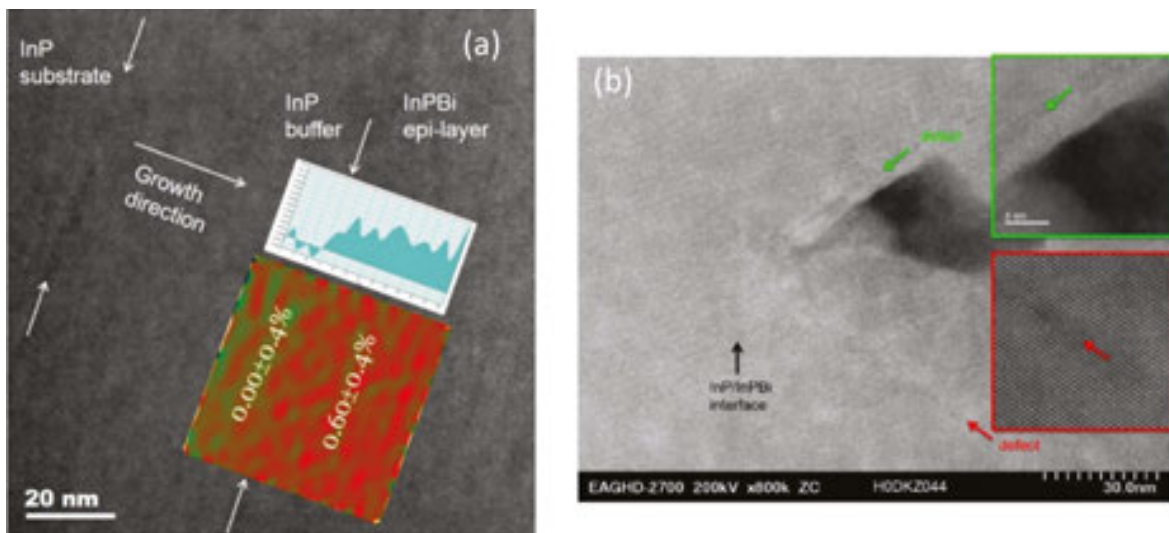 (a)
InP
substrate
InP
buffer
InPBi
epi-layer
Growth
direction
0.00±0.4%
0.60±0.4%
20 nm
(b)
InP/InPBi
interface
defect
EAGHD-2700 200kV x800k ZC
H0DKZ044
30.0nm